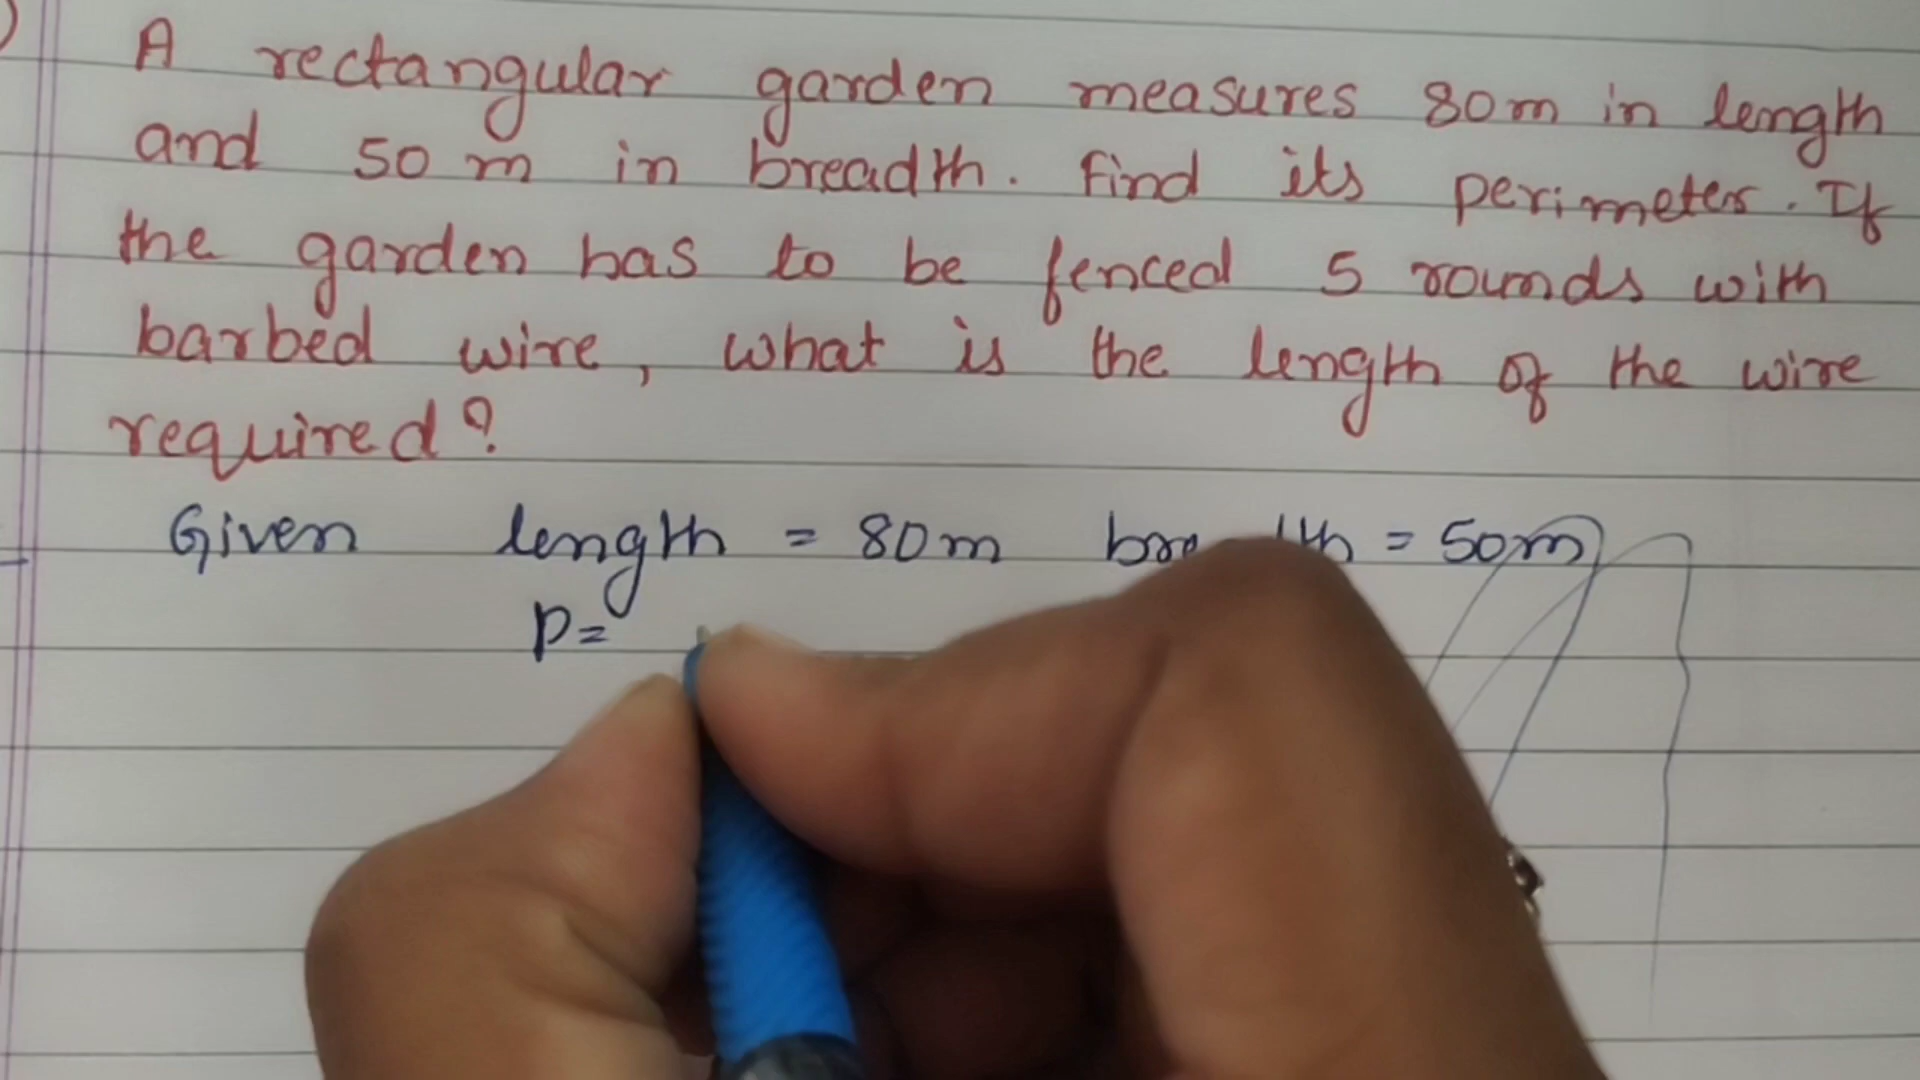 A rectangular garden measures 80m in length
and 50 m in breadth. Find its perimeter. If
the garden has to be fenced 5 rounds with
barbed wire, what is the length of the wire
required?
Given length = 80m = 50m
P=